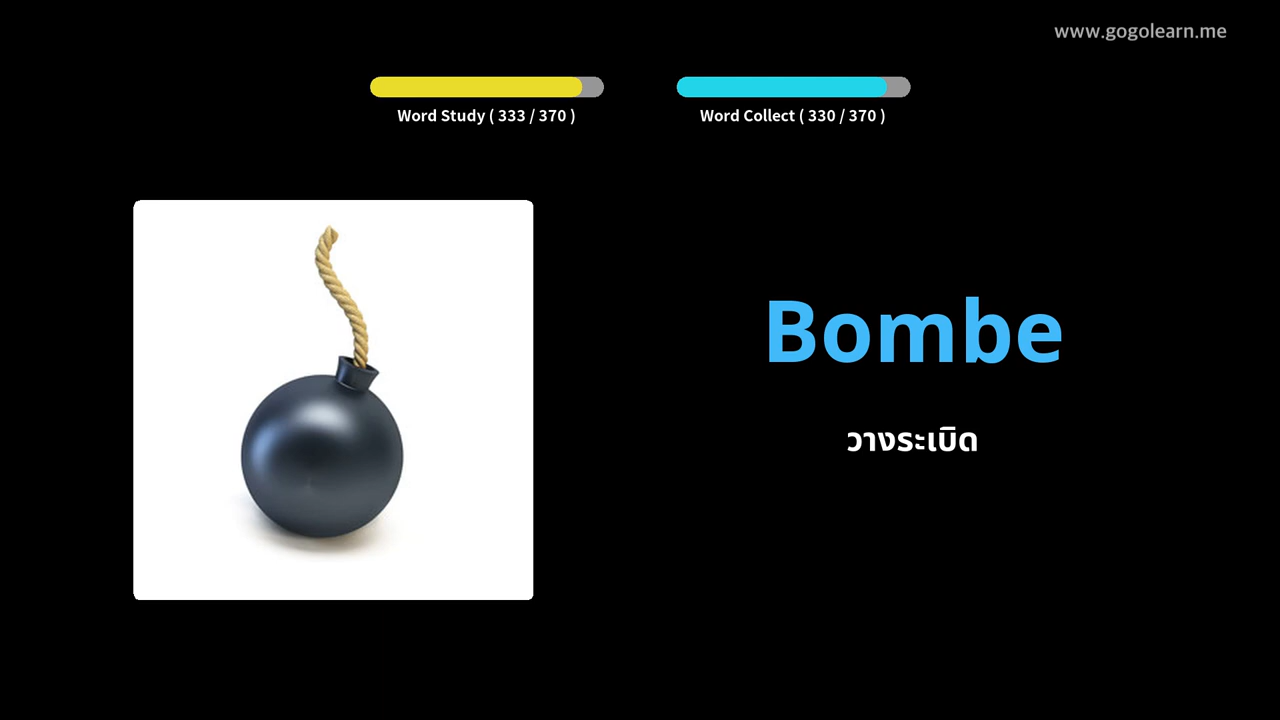 www.gogolearn.me
Word Study ( 333 / 370 )
Word Collect ( 330 / 370 )
Bombe
วางระเบิด